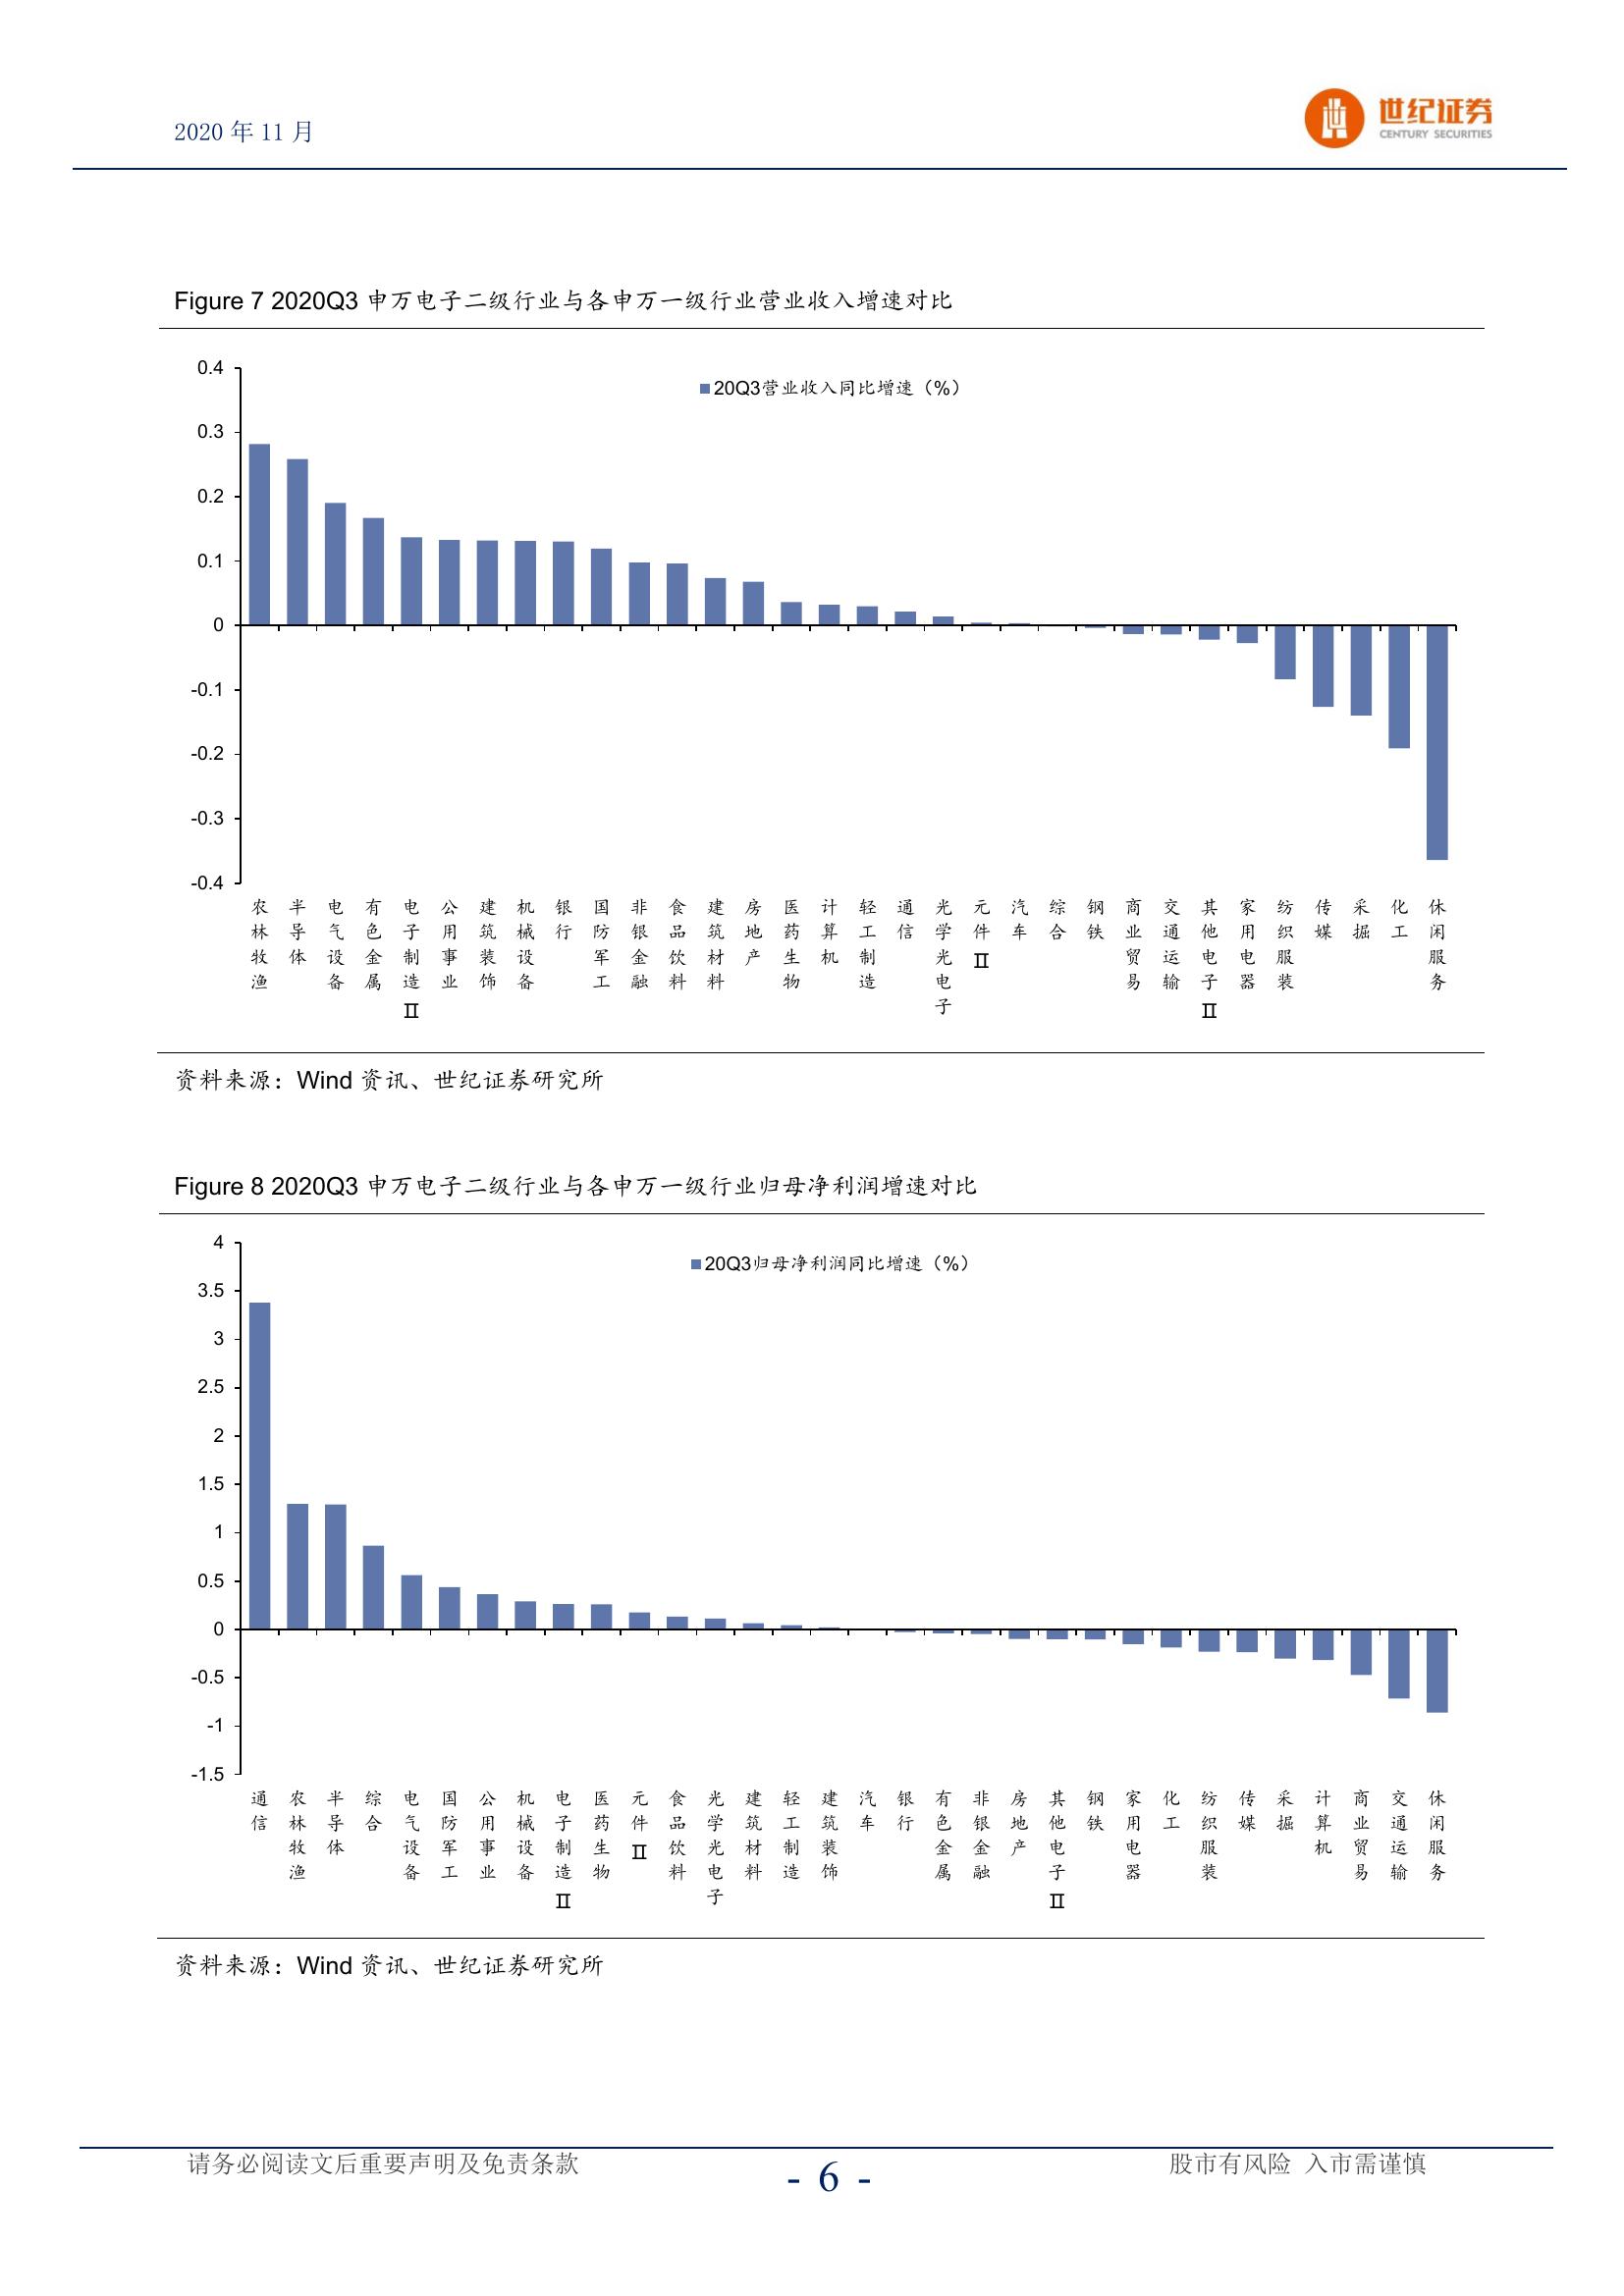 2020 年 11 月
世纪证券
CENTURY SECURITIES
Figure 7 2020Q3 申万电子二级行业与各申万一级行业营业收入增速对比
20Q3营业收入同比增速（%）
0.4
0.3
0.2
0.1
0
-0.1
-0.2
-0.3
-0.4
农林牧渔
半导体
电气设备
有色金属
电子制造Ⅱ
公用事业
建筑装饰
机械设备
银行
国防军工
非银金融
食品饮料
建筑材料
房地产
医药生物
计算机
轻工制造
通信
光学光电子
元件Ⅱ
汽车
综合
钢铁
商业贸易
交通运输
其他电子Ⅱ
家用电器
纺织服装
传媒
采掘
化工
休闲服务
资料来源：Wind 资讯、世纪证券研究所
Figure 8 2020Q3 申万电子二级行业与各申万一级行业归母净利润增速对比
20Q3归母净利润同比增速（%）
4
3.5
3
2.5
2
1.5
1
0.5
0
-0.5
-1
-1.5
通信
农林牧渔
半导体
综合
电气设备
国防军工
公用事业
机械设备
电子制造Ⅱ
医药生物
元件Ⅱ
食品饮料
光学光电子
建筑材料
轻工制造
建筑装饰
汽车
银行
有色金属
非银金融
房地产
其他电子Ⅱ
钢铁
家用电器
化工
纺织服装
传媒
采掘
计算机
商业贸易
交通运输
休闲服务
资料来源：Wind 资讯、世纪证券研究所
请务必阅读文后重要声明及免责条款
- 6 -
股市有风险 入市需谨慎